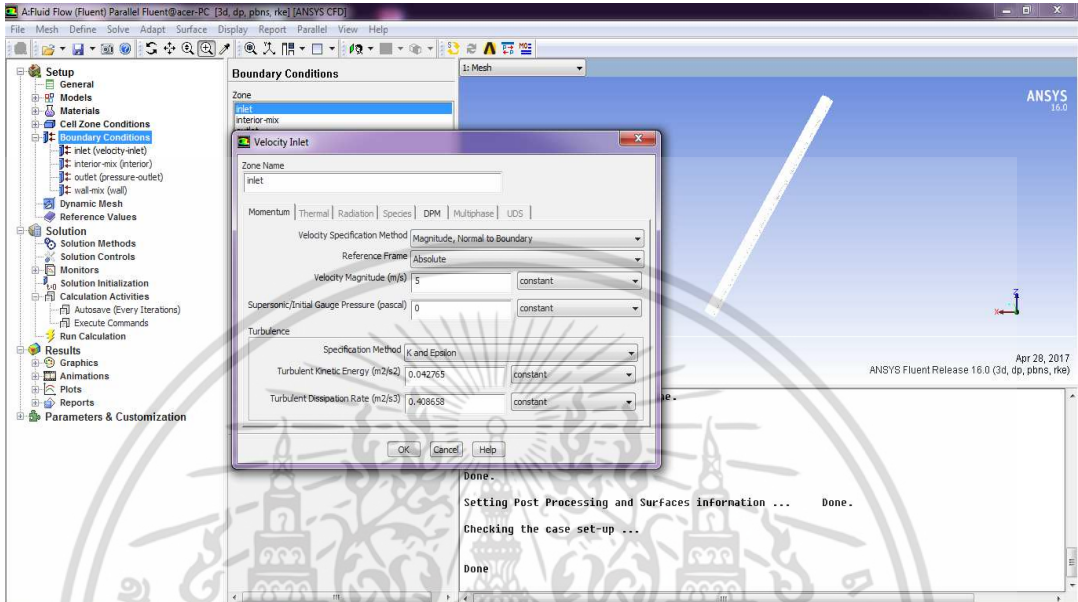 A:Fluid Flow (Fluent) Parallel Fluent@acer-PC [3d, dp, pbns, rke] [ANSYS CFD]
File Mesh Define Solve Adapt Surface Display Report Parallel View Help
Setup
General
Models
Materials
Cell Zone Conditions
Boundary Conditions
inlet (velocity-inlet)
interior-mix (interior)
outlet (pressure-outlet)
wall-mix (wall)
Dynamic Mesh
Reference Values
Solution
Solution Methods
Solution Controls
Monitors
Solution Initialization
Calculation Activities
Autosave (Every Iterations)
Execute Commands
Run Calculation
Results
Graphics
Animations
Plots
Reports
Parameters & Customization
Boundary Conditions
Zone
inlet
interior-mix
Velocity Inlet
Zone Name
inlet
Momentum Thermal Radiation Species DPM Multiphase UDS
Velocity Specification Method Magnitude, Normal to Boundary
Reference Frame Absolute
Velocity Magnitude (m/s) 5 constant
Supersonic/Initial Gauge Pressure (pascal) 0 constant
Turbulence
Specification Method K and Epsilon
Turbulent Kinetic Energy (m2/s2) 0.042765 constant
Turbulent Dissipation Rate (m2/s3) 0.408658 constant
OK Cancel Help
1: Mesh
ANSYS
16.0
Z
X
Apr 28, 2017
ANSYS Fluent Release 16.0 (3d, dp, pbns, rke)
Done.
Setting Post Processing and Surfaces information ... Done.
Checking the case set-up ...
Done